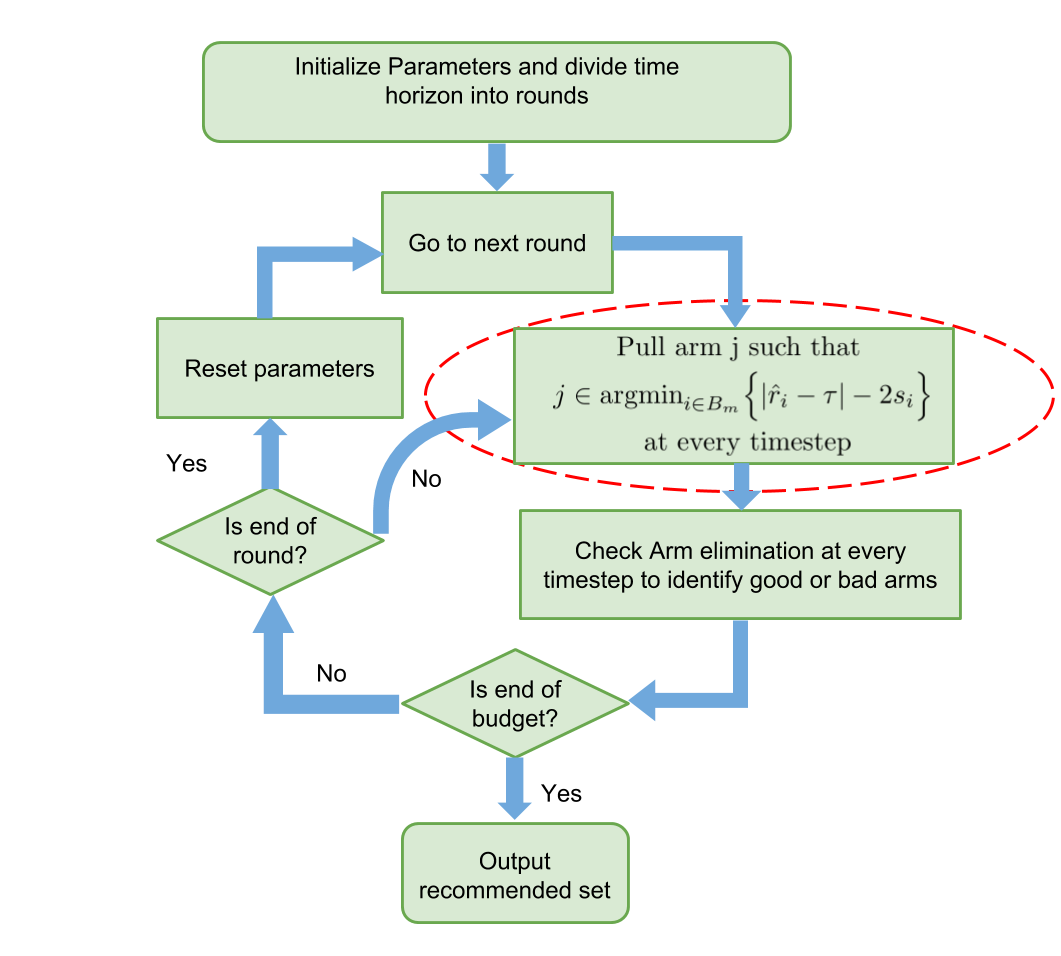 Initialize Parameters and divide time
horizon into rounds
Go to next round
Reset parameters
Pull arm j such that
$j \in \operatorname{argmin}_{i \in B_m} \left\{ |\hat{r}_i - \tau| - 2s_i \right\}$
at every timestep
Yes
No
Is end of
round?
Check Arm elimination at every
timestep to identify good or bad arms
No
Is end of
budget?
Yes
Output
recommended set